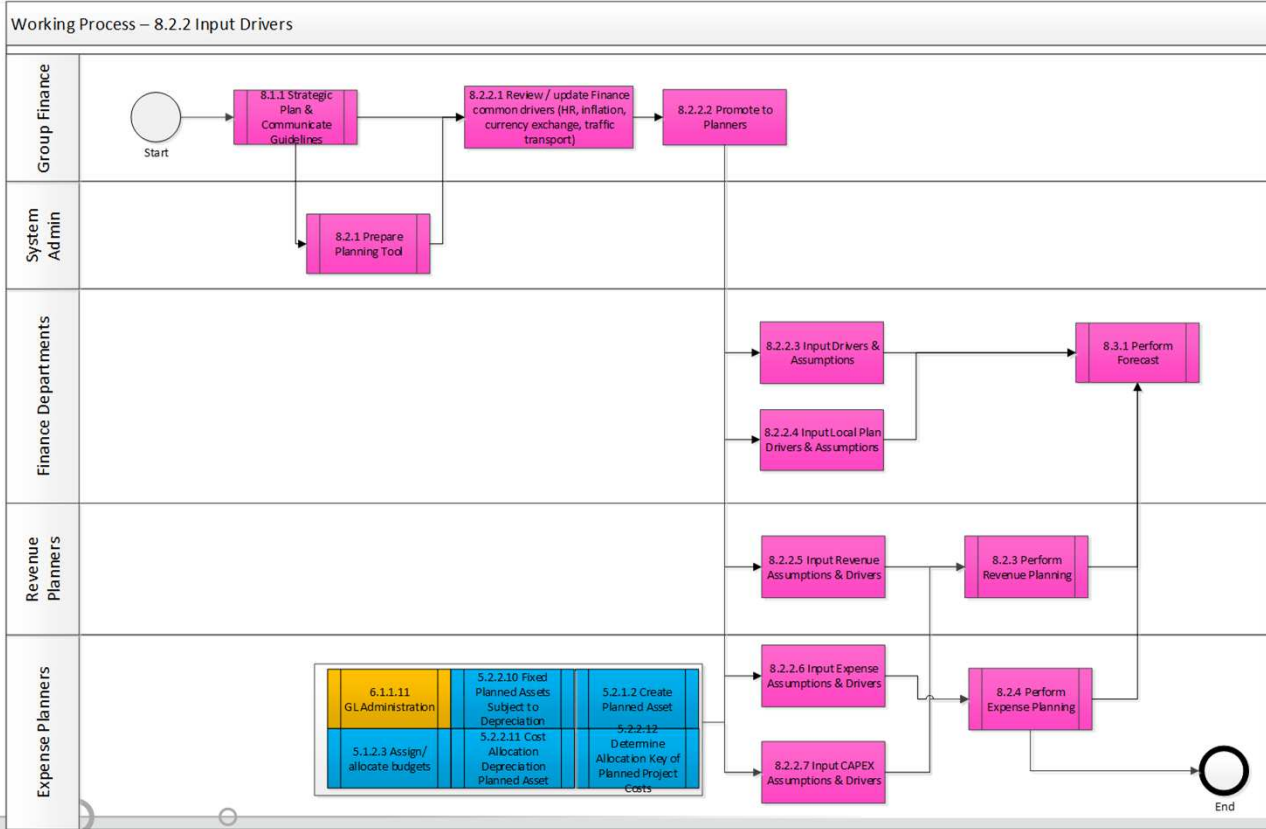 Working Process – 8.2.2 Input Drivers
Group Finance
Start
8.1.1 Strategic
Plan &
Communicate
Guidelines
8.2.2.1 Review / update Finance
common drivers (HR, inflation,
currency exchange, traffic
transport)
8.2.2.2 Promote to
Planners
System
Admin
8.2.1 Prepare
Planning Tool
Finance Departments
8.2.2.3 Input Drivers &
Assumptions
8.3.1 Perform
Forecast
8.2.2.4 Input Local Plan
Drivers & Assumptions
Revenue
Planners
8.2.2.5 Input Revenue
Assumptions & Drivers
8.2.3 Perform
Revenue Planning
Expense Planners
6.1.1.11
GL Administration
5.2.2.10 Fixed
Planned Assets
Subject to
Depreciation
5.2.1.2 Create
Planned Asset
5.1.2.3 Assign/
allocate budgets
5.2.2.11 Cost
Allocation
Depreciation
Planned Asset
5.2.2.12
Determine
Allocation Key of
Planned Project
Costs
8.2.2.6 Input Expense
Assumptions & Drivers
8.2.4 Perform
Expense Planning
8.2.2.7 Input CAPEX
Assumptions & Drivers
End